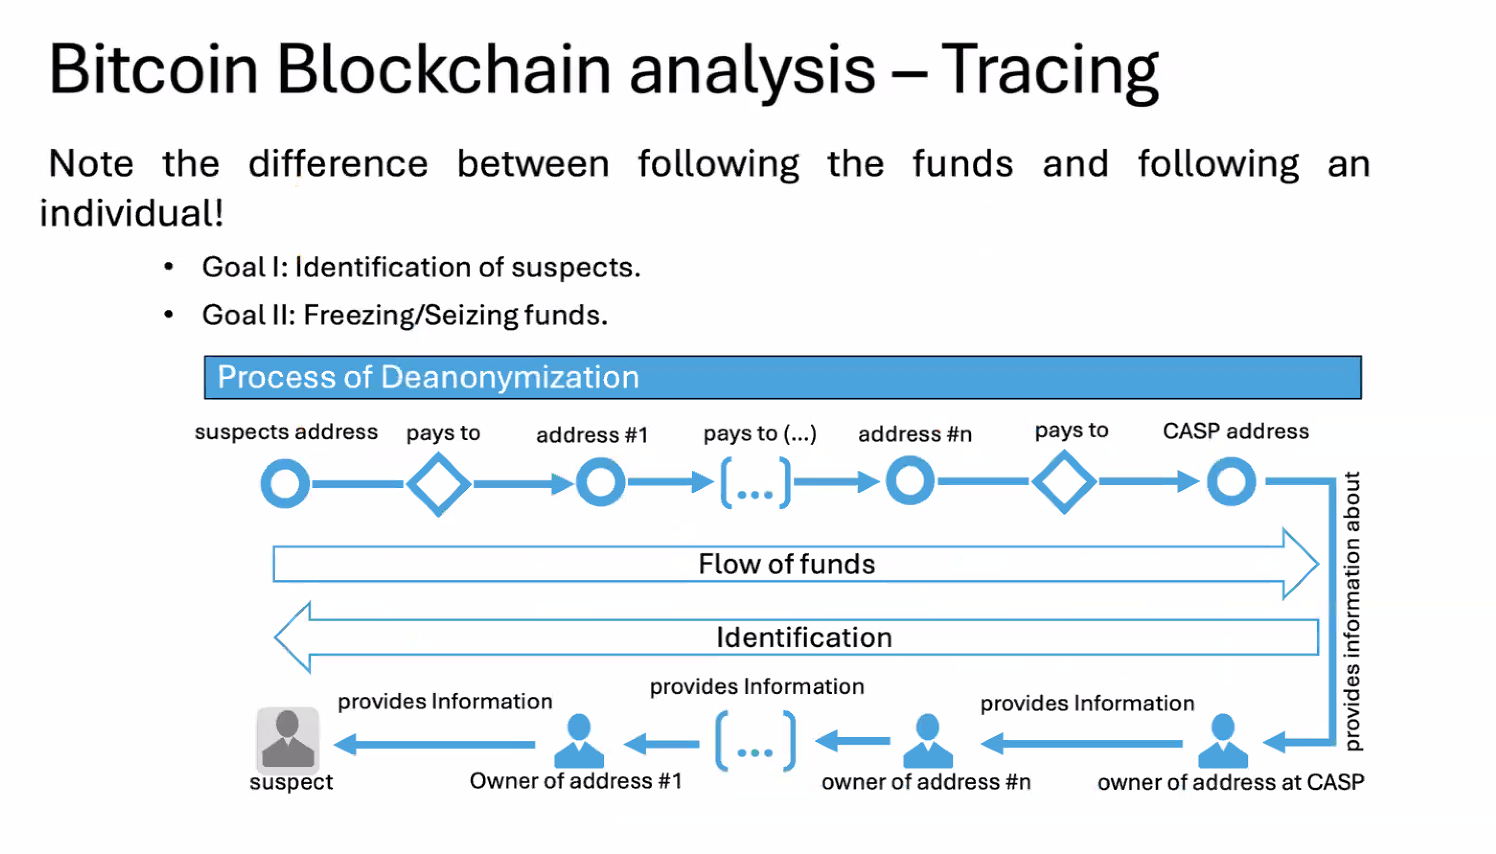 Bitcoin Blockchain analysis – Tracing
Note the difference between following the funds and following an
individual!
• Goal I: Identification of suspects.
• Goal II: Freezing/Seizing funds.
Process of Deanonymization
suspects address pays to address #1 pays to (...) address #n pays to CASP address
[...]
Flow of funds
Identification
provides information about
provides Information provides Information provides Information
[...]
suspect Owner of address #1 owner of address #n owner of address at CASP